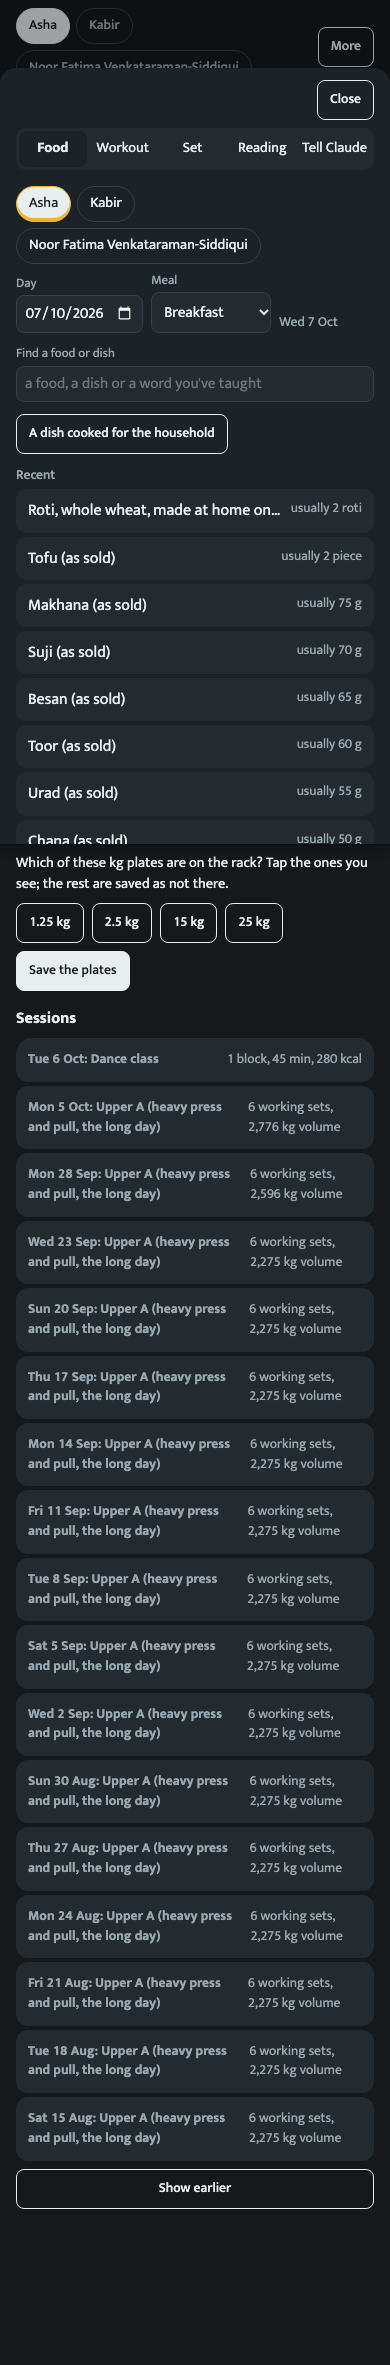 Asha
Kabir
Noor Fatima Venkataraman-Siddiqui
More
Close
Food
Workout
Set
Reading
Tell Claude
Asha
Kabir
Noor Fatima Venkataraman-Siddiqui
Day
Meal
07/10/2026
Breakfast
Wed 7 Oct
Find a food or dish
a food, a dish or a word you've taught
A dish cooked for the household
Recent
Roti, whole wheat, made at home on...
usually 2 roti
Tofu (as sold)
usually 2 piece
Makhana (as sold)
usually 75 g
Suji (as sold)
usually 70 g
Besan (as sold)
usually 65 g
Toor (as sold)
usually 60 g
Urad (as sold)
usually 55 g
Chana (as sold)
usually 50 g
Which of these kg plates are on the rack? Tap the ones you
see; the rest are saved as not there.
1.25 kg
2.5 kg
15 kg
25 kg
Save the plates
Sessions
Tue 6 Oct: Dance class
1 block, 45 min, 280 kcal
Mon 5 Oct: Upper A (heavy press
and pull, the long day)
6 working sets,
2,776 kg volume
Mon 28 Sep: Upper A (heavy press
and pull, the long day)
6 working sets,
2,596 kg volume
Wed 23 Sep: Upper A (heavy press
and pull, the long day)
6 working sets,
2,275 kg volume
Sun 20 Sep: Upper A (heavy press
and pull, the long day)
6 working sets,
2,275 kg volume
Thu 17 Sep: Upper A (heavy press
and pull, the long day)
6 working sets,
2,275 kg volume
Mon 14 Sep: Upper A (heavy press
and pull, the long day)
6 working sets,
2,275 kg volume
Fri 11 Sep: Upper A (heavy press
and pull, the long day)
6 working sets,
2,275 kg volume
Tue 8 Sep: Upper A (heavy press
and pull, the long day)
6 working sets,
2,275 kg volume
Sat 5 Sep: Upper A (heavy press
and pull, the long day)
6 working sets,
2,275 kg volume
Wed 2 Sep: Upper A (heavy press
and pull, the long day)
6 working sets,
2,275 kg volume
Sun 30 Aug: Upper A (heavy press
and pull, the long day)
6 working sets,
2,275 kg volume
Thu 27 Aug: Upper A (heavy press
and pull, the long day)
6 working sets,
2,275 kg volume
Mon 24 Aug: Upper A (heavy press
and pull, the long day)
6 working sets,
2,275 kg volume
Fri 21 Aug: Upper A (heavy press
and pull, the long day)
6 working sets,
2,275 kg volume
Tue 18 Aug: Upper A (heavy press
and pull, the long day)
6 working sets,
2,275 kg volume
Sat 15 Aug: Upper A (heavy press
and pull, the long day)
6 working sets,
2,275 kg volume
Show earlier